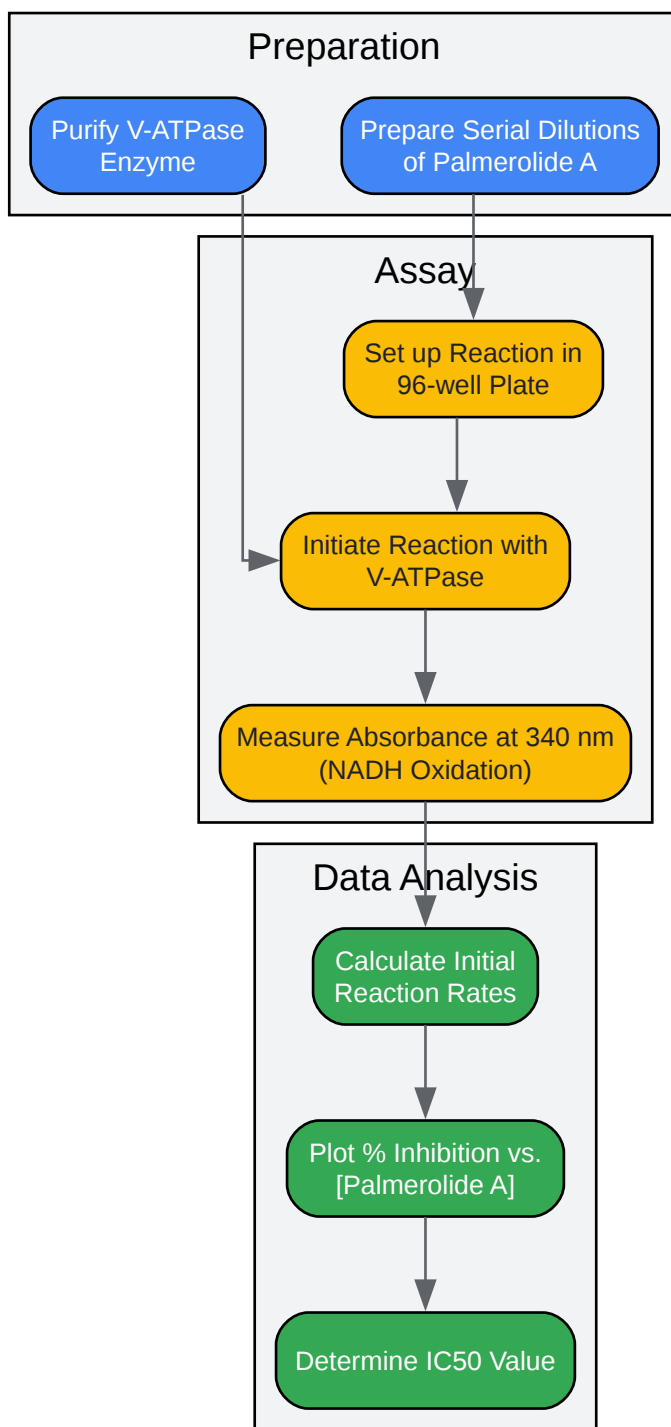 Preparation
Purify V-ATPase
Enzyme
Prepare Serial Dilutions
of Palmerolide A
Assay
Set up Reaction in
96-well Plate
Initiate Reaction with
V-ATPase
Measure Absorbance at 340 nm
(NADH Oxidation)
Data Analysis
Calculate Initial
Reaction Rates
Plot % Inhibition vs.
[Palmerolide A]
Determine IC50 Value